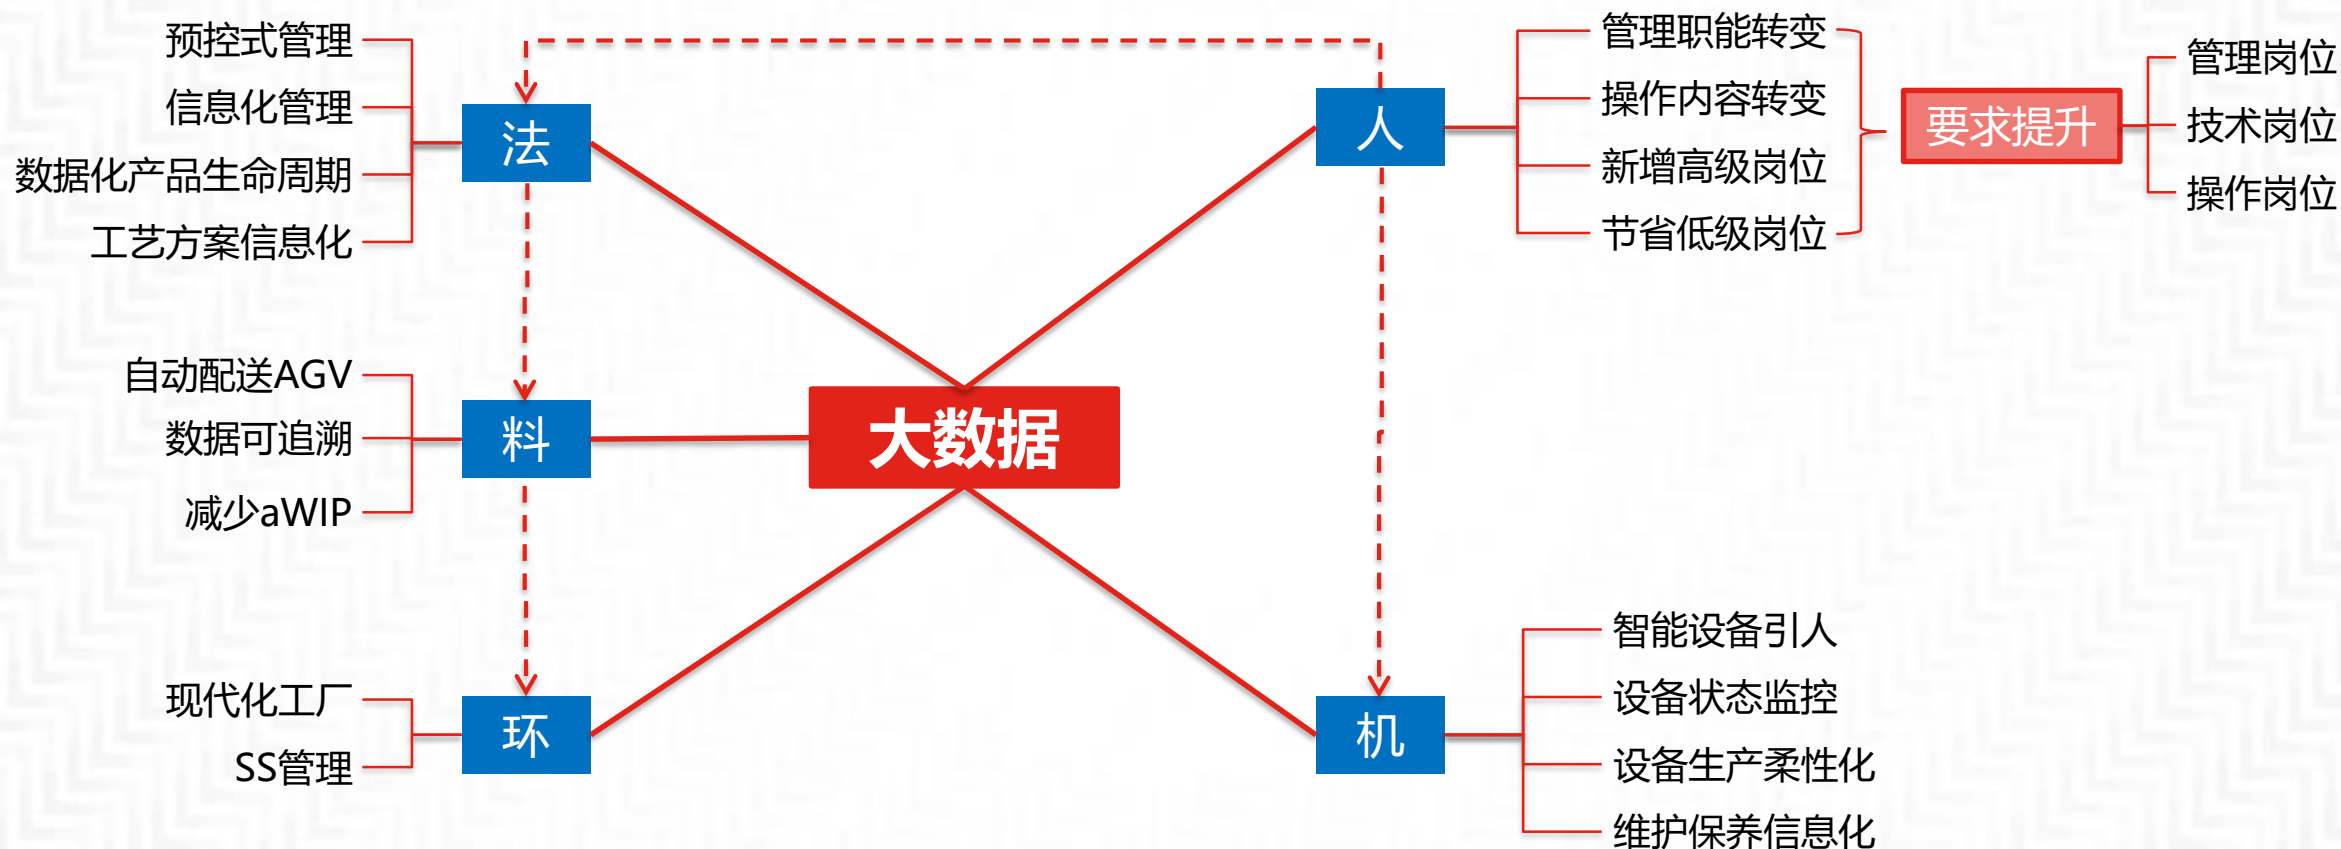 预控式管理
信息化管理
数据化产品生命周期
工艺方案信息化
法
自动配送AGV
数据可追溯
减少aWIP
料
现代化工厂
SS管理
环
大数据
人
管理职能转变
操作内容转变
新增高级岗位
节省低级岗位
要求提升
管理岗位
技术岗位
操作岗位
机
智能设备引人
设备状态监控
设备生产柔性化
维护保养信息化